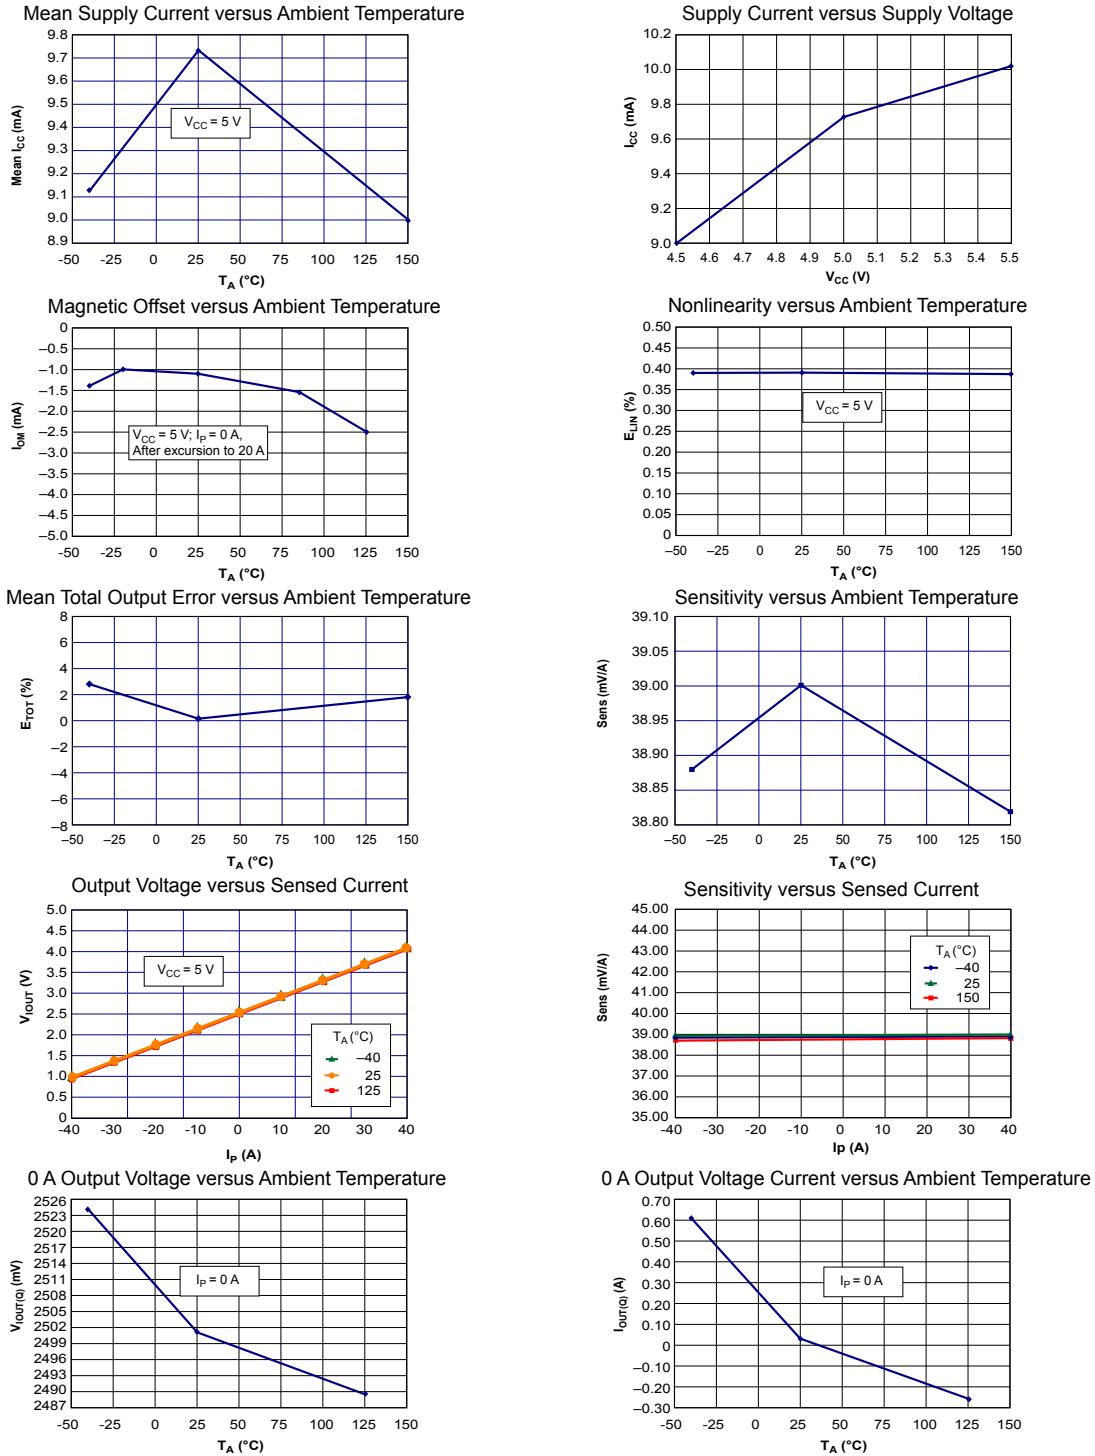 Mean Supply Current versus Ambient Temperature
9.8
9.7
9.6
9.5
9.4
9.3
9.2
9.1
9.0
8.9
Mean I_CC (mA)
V_CC = 5 V
-50 -25 0 25 50 75 100 125 150
T_A (°C)
Supply Current versus Supply Voltage
10.2
10.0
9.8
9.6
9.4
9.2
9.0
I_CC (mA)
4.5 4.6 4.7 4.8 4.9 5.0 5.1 5.2 5.3 5.4 5.5
V_CC (V)
Magnetic Offset versus Ambient Temperature
0
–0.5
–1.0
–1.5
–2.0
–2.5
–3.0
–3.5
–4.0
–4.5
–5.0
I_OM (mA)
V_CC = 5 V; I_P = 0 A,
After excursion to 20 A
-50 -25 0 25 50 75 100 125 150
T_A (°C)
Nonlinearity versus Ambient Temperature
0.50
0.45
0.40
0.35
0.30
0.25
0.20
0.15
0.10
0.05
0
E_LIN (%)
V_CC = 5 V
–50 –25 0 25 50 75 100 125 150
T_A (°C)
Mean Total Output Error versus Ambient Temperature
8
6
4
2
0
–2
–4
–6
–8
E_TOT (%)
–50 –25 0 25 50 75 100 125 150
T_A (°C)
Sensitivity versus Ambient Temperature
39.10
39.05
39.00
38.95
38.90
38.85
38.80
Sens (mV/A)
–50 –25 0 25 50 75 100 125 150
T_A (°C)
Output Voltage versus Sensed Current
5.0
4.5
4.0
3.5
3.0
2.5
2.0
1.5
1.0
0.5
0
V_IOUT (V)
V_CC = 5 V
T_A (°C)
–40
25
125
-40 -30 -20 -10 0 10 20 30 40
I_P (A)
Sensitivity versus Sensed Current
45.00
44.00
43.00
42.00
41.00
40.00
39.00
38.00
37.00
36.00
35.00
Sens (mV/A)
T_A (°C)
–40
25
150
-40 -30 -20 -10 0 10 20 30 40
Ip (A)
0 A Output Voltage versus Ambient Temperature
2526
2523
2520
2517
2514
2511
2508
2505
2502
2499
2496
2493
2490
2487
V_IOUT(Q) (mV)
I_P = 0 A
-50 -25 0 25 50 75 100 125 150
T_A (°C)
0 A Output Voltage Current versus Ambient Temperature
0.70
0.60
0.50
0.40
0.30
0.20
0.10
0
–0.10
–0.20
–0.30
I_OUT(Q) (A)
I_P = 0 A
-50 -25 0 25 50 75 100 125 150
T_A (°C)